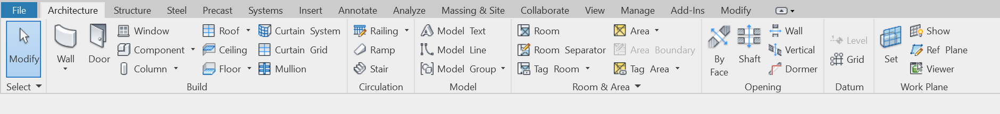 File Architecture Structure Steel Precast Systems Insert Annotate Analyze Massing & Site Collaborate View Manage Add-Ins Modify
Modify
Select
Wall
Door
Window
Component
Column
Roof
Ceiling
Floor
Curtain System
Curtain Grid
Mullion
Build
Railing
Ramp
Stair
Circulation
Model Text
Model Line
Model Group
Model
Room
Room Separator
Tag Room
Area
Area Boundary
Tag Area
Room & Area
By
Face
Shaft
Wall
Vertical
Dormer
Opening
Level
Grid
Datum
Set
Show
Ref Plane
Viewer
Work Plane